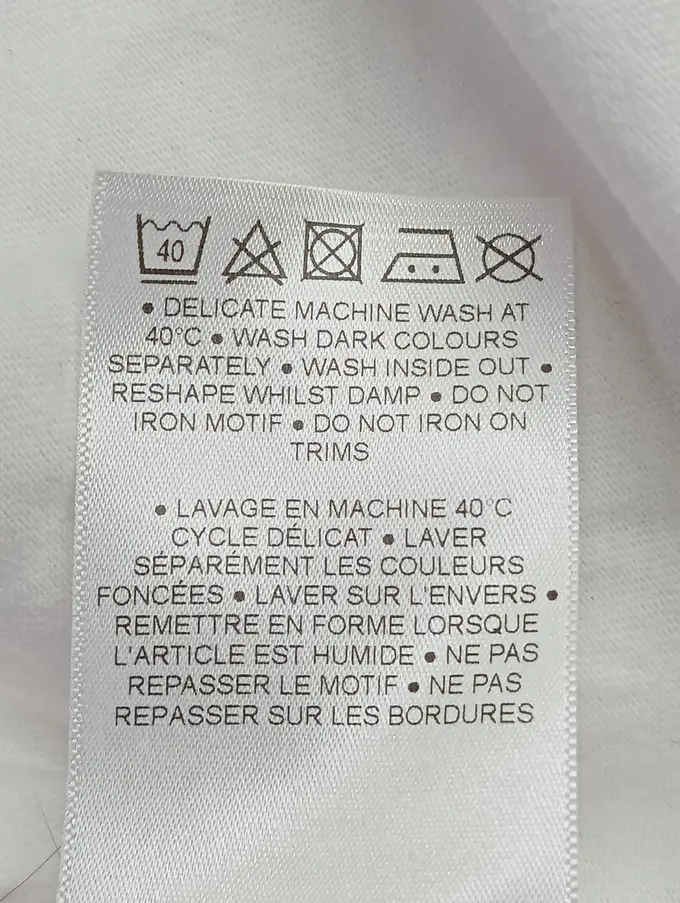 40
• DELICATE MACHINE WASH AT
40°C • WASH DARK COLOURS
SEPARATELY • WASH INSIDE OUT •
RESHAPE WHILST DAMP • DO NOT
IRON MOTIF • DO NOT IRON ON
TRIMS
• LAVAGE EN MACHINE 40°C
CYCLE DÉLICAT • LAVER
SÉPARÉMENT LES COULEURS
FONCÉES • LAVER SUR L'ENVERS •
REMETTRE EN FORME LORSQUE
L'ARTICLE EST HUMIDE • NE PAS
REPASSER LE MOTIF • NE PAS
REPASSER SUR LES BORDURES